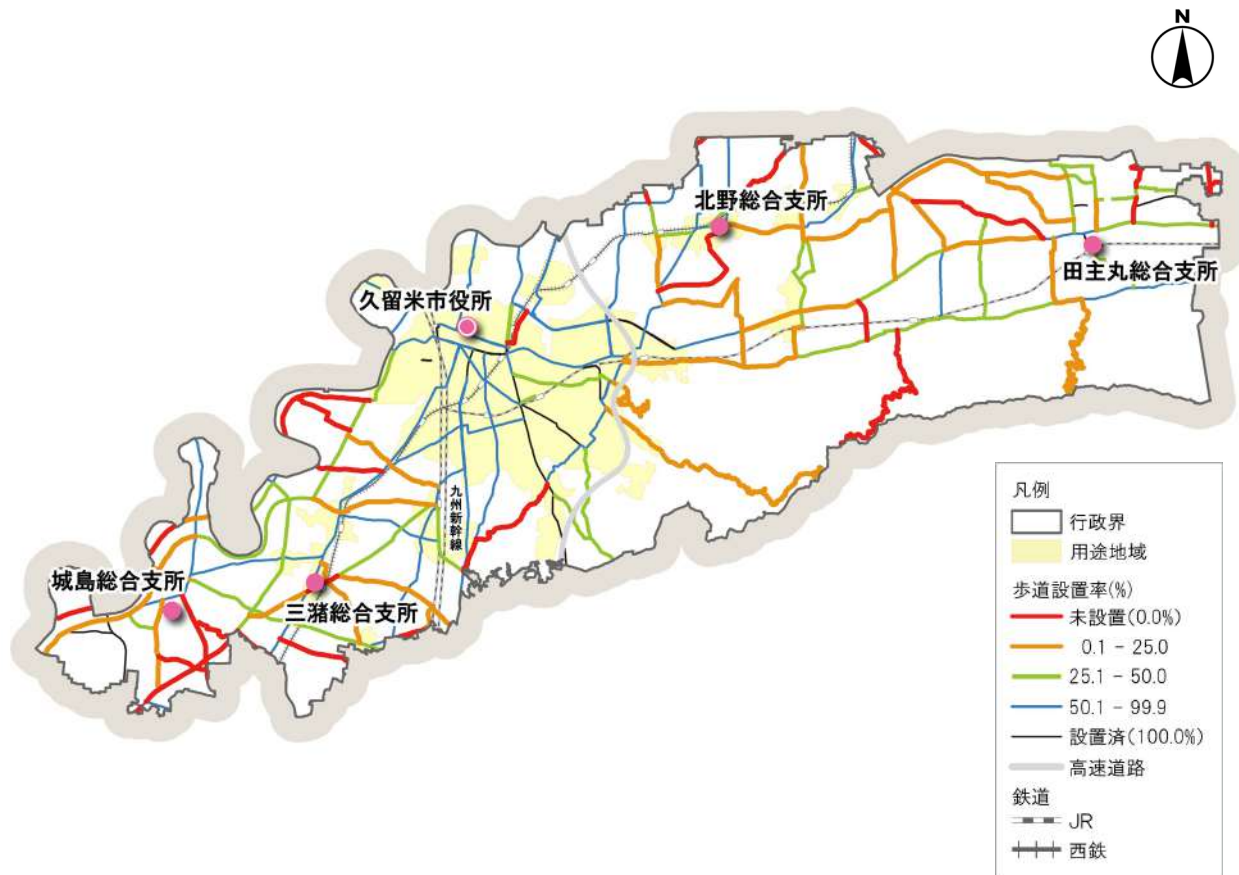 N
北野総合支所
田主丸総合支所
久留米市役所
九州新幹線
城島総合支所
三潴総合支所
凡例
行政界
用途地域
歩道設置率(%)
未設置(0.0%)
0.1 - 25.0
25.1 - 50.0
50.1 - 99.9
設置済(100.0%)
高速道路
鉄道
JR
西鉄